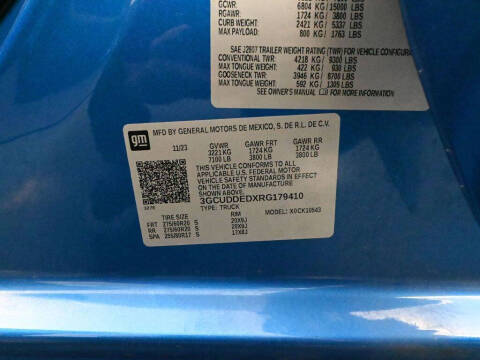 GCWR: 6804 KG / 15000 LBS
RGAWR: 1724 KG / 3800 LBS
CURB WEIGHT: 2421 KG / 5337 LBS
MAX PAYLOAD: 800 KG / 1763 LBS
SAE J2807 TRAILER WEIGHT RATING (TWR) FOR VEHICLE CONFIGURA
CONVENTIONAL TWR: 4218 KG / 9300 LBS
MAX TONGUE WEIGHT: 422 KG / 930 LBS
GOOSENECK TWR: 3946 KG / 8700 LBS
MAX TONGUE WEIGHT: 592 KG / 1305 LBS
SEE OWNER'S MANUAL FOR MORE INFORMATION
gm
MFD BY GENERAL MOTORS DE MEXICO, S. DE R.L. DE C.V.
11/23 GVWR GAWR FRT GAWR RR
3221 KG 1724 KG 1724 KG
7100 LB 3800 LB 3800 LB
THIS VEHICLE CONFORMS TO ALL
APPLICABLE U.S. FEDERAL MOTOR
VEHICLE SAFETY STANDARDS IN
EFFECT ON THE DATE OF
MANUFACTURE SHOWN ABOVE.
3GCUDDEDXRG179410
TYPE: TRUCK MODEL: X0CK10543
TIRE SIZE RIM
FRT 275/60R20 S 20X9J
RR 275/60R20 S 20X9J
SPA 255/80R17 S 17X8J